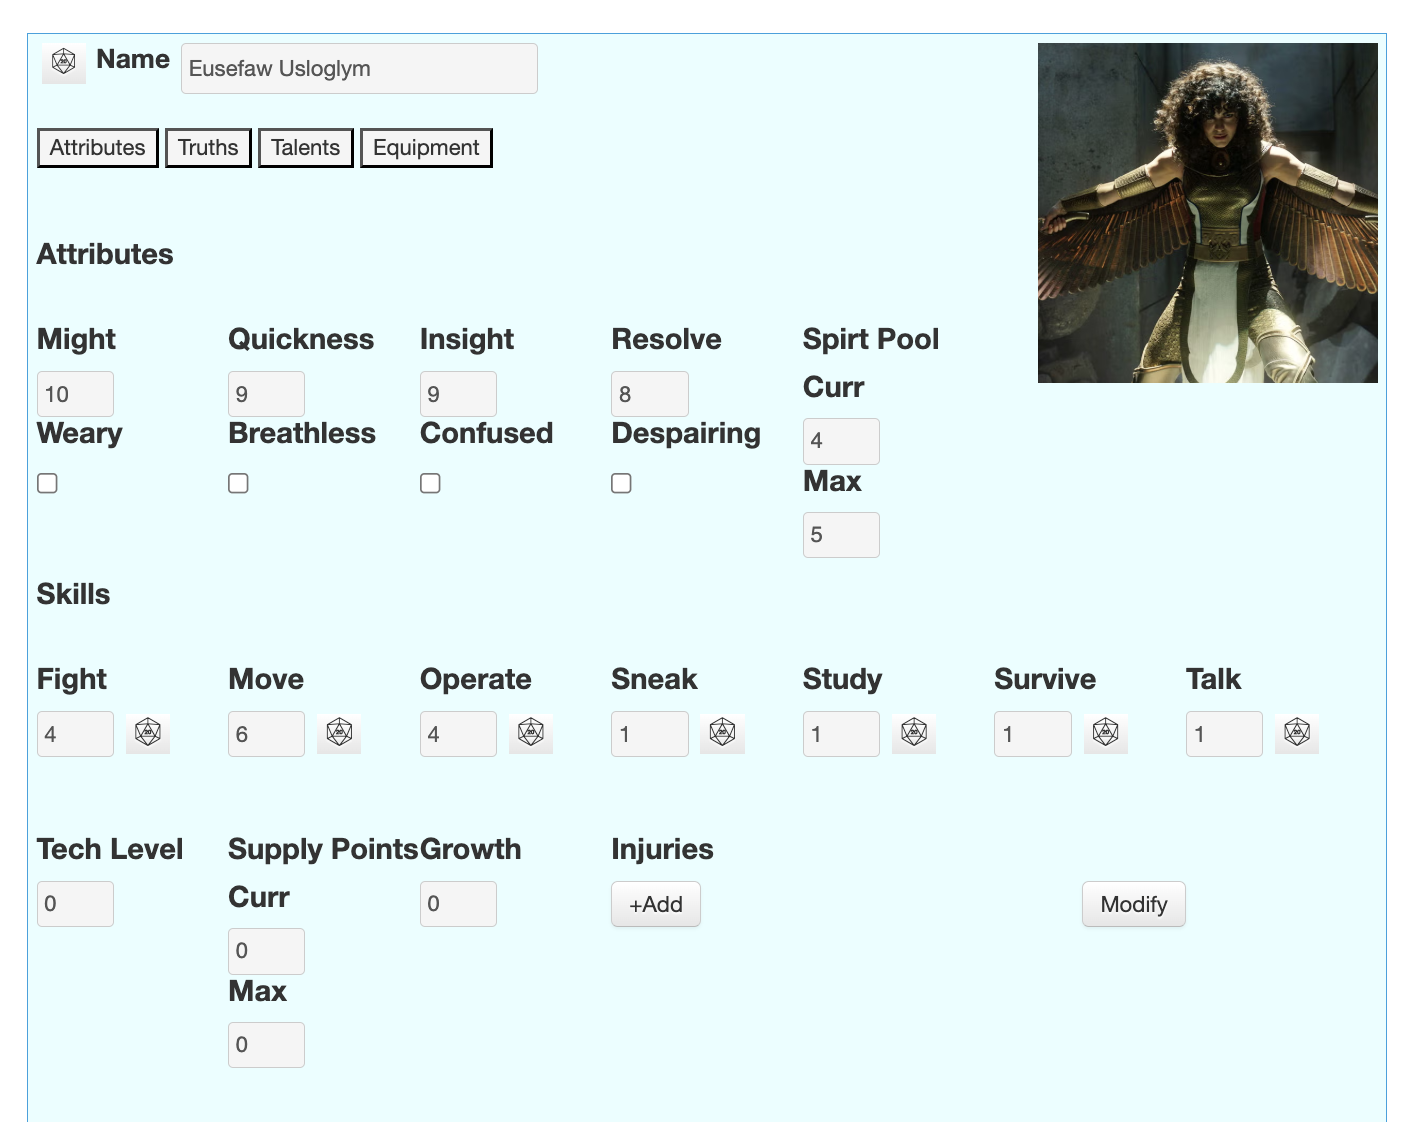 Name Eusefaw Usloglym
Attributes Truths Talents Equipment
Attributes
Might Quickness Insight Resolve Spirt Pool
Curr
10 9 9 8
Weary Breathless Confused Despairing
4
Max
5
Skills
Fight Move Operate Sneak Study Survive Talk
4 6 4 1 1 1 1
Tech Level Supply Points Growth Injuries
Curr
0 0 +Add Modify
0
Max
0